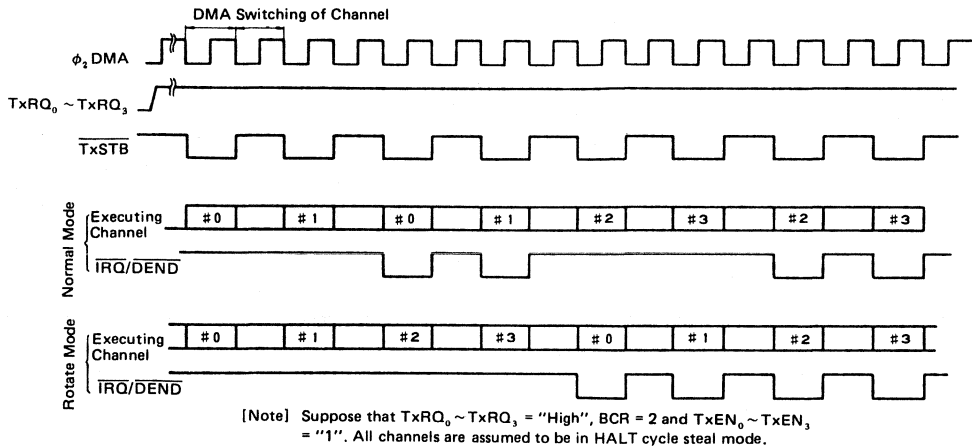 DMA Switching of Channel
ϕ₂ DMA
TxRQ₀ ~ TxRQ₃
TxSTB
Normal Mode
Executing Channel
#0 #1 #0 #1 #2 #3 #2 #3
IRQ/DEND
Rotate Mode
Executing Channel
#0 #1 #2 #3 #0 #1 #2 #3
IRQ/DEND
[Note] Suppose that TxRQ₀ ~ TxRQ₃ = "High", BCR = 2 and TxEN₀ ~ TxEN₃
= "1". All channels are assumed to be in HALT cycle steal mode.